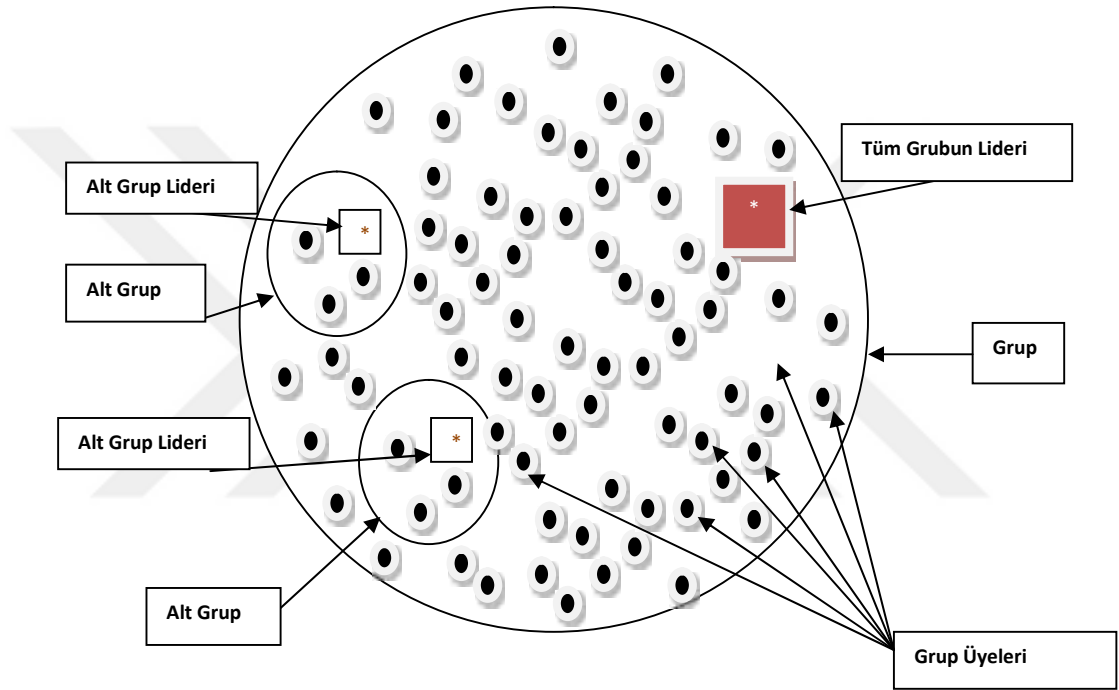 Tüm Grubun Lideri
Alt Grup Lideri
*
*
Alt Grup
Grup
Alt Grup Lideri
*
Alt Grup
Grup Üyeleri